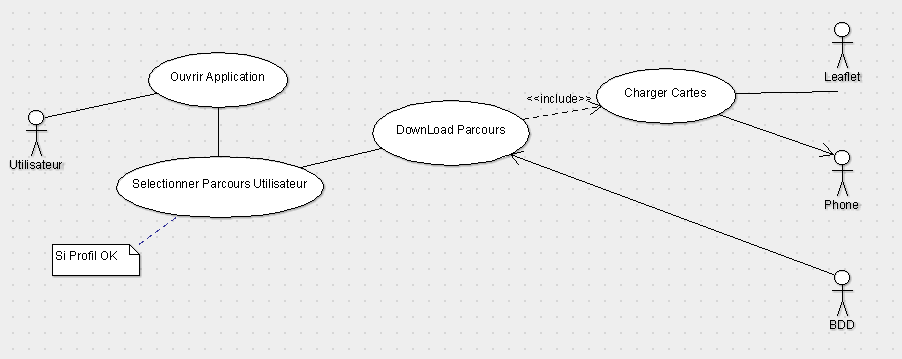 Leaflet
Ouvrir Application
Charger Cartes
<<include>>
DownLoad Parcours
Utilisateur
Selectionner Parcours Utilisateur
Phone
Si Profil OK
BDD